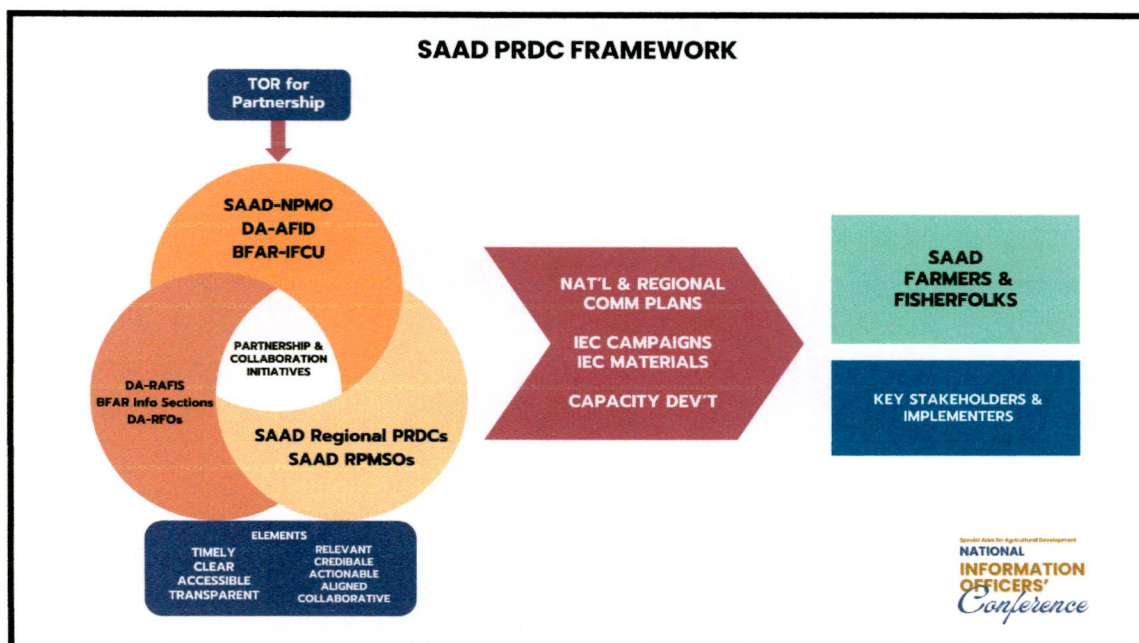 SAAD PRDC FRAMEWORK
TOR for
Partnership
SAAD-NPMO
DA-AFID
BFAR-IFCU
PARTNERSHIP &
COLLABORATION
INITIATIVES
DA-RAFIS
BFAR Info Sections
DA-RFOs
SAAD Regional PRDCs
SAAD RPMSOs
ELEMENTS
TIMELY
CLEAR
ACCESSIBLE
TRANSPARENT
RELEVANT
CREDIBALE
ACTIONABLE
ALIGNED
COLLABORATIVE
NAT'L & REGIONAL
COMM PLANS
IEC CAMPAIGNS
IEC MATERIALS
CAPACITY DEV'T
SAAD
FARMERS &
FISHERFOLKS
KEY STAKEHOLDERS &
IMPLEMENTERS
Special Area for Agricultural Development
NATIONAL
INFORMATION
OFFICERS'
Conference